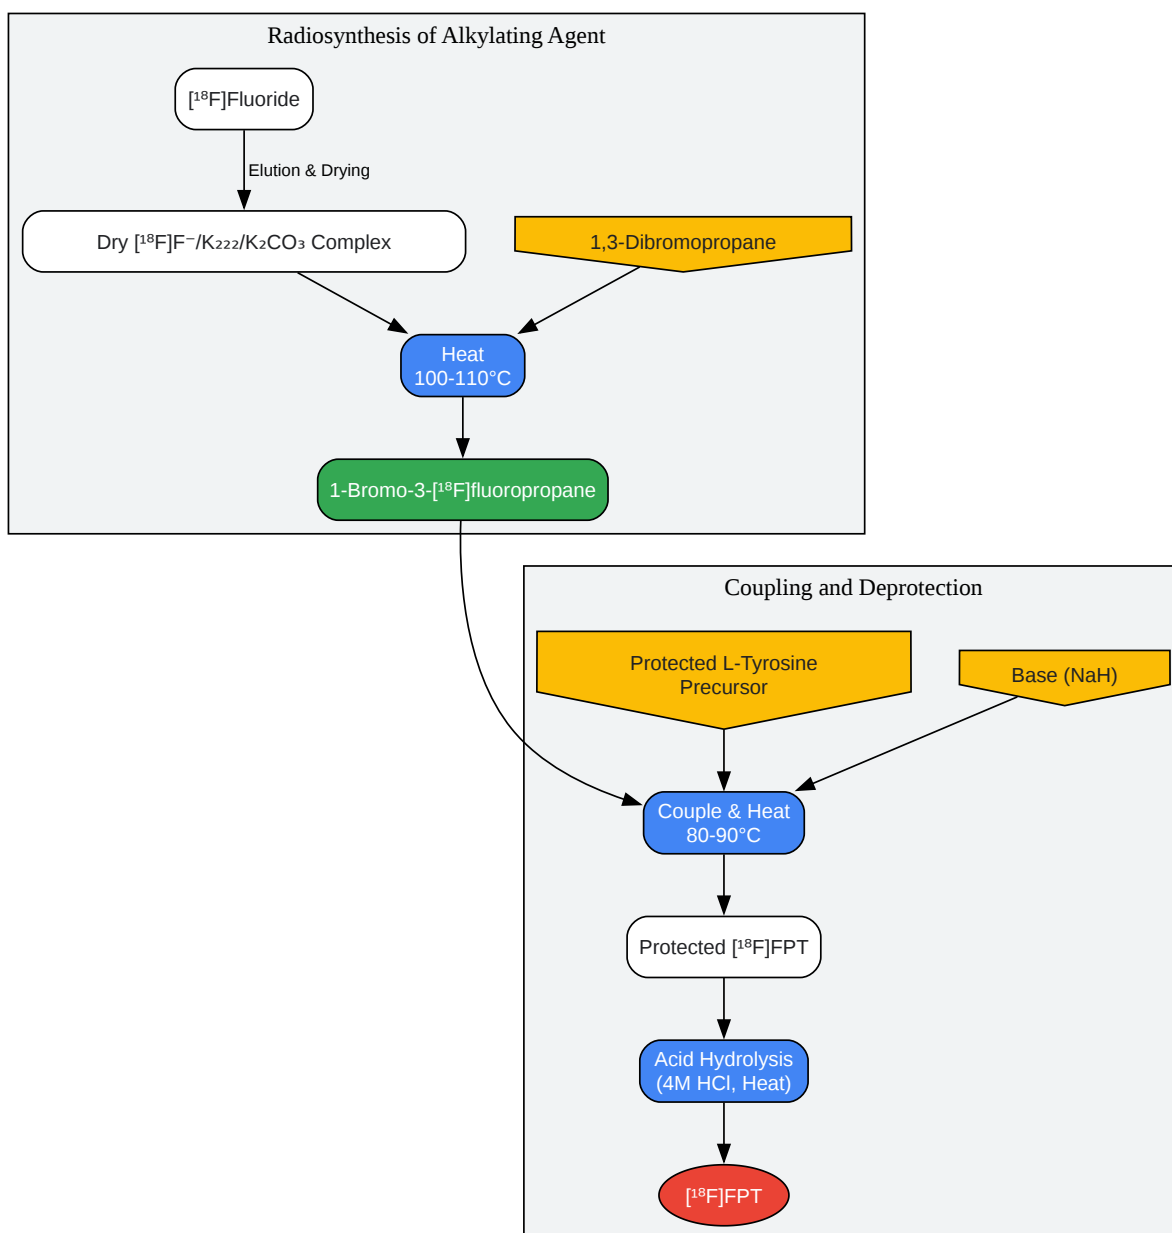 Radiosynthesis of Alkylating Agent
[¹⁸F]Fluoride
Elution & Drying
Dry [¹⁸F]F⁻/K₂₂₂/K₂CO₃ Complex
1,3-Dibromopropane
Heat
100-110°C
1-Bromo-3-[¹⁸F]fluoropropane
Coupling and Deprotection
Protected L-Tyrosine
Precursor
Base (NaH)
Couple & Heat
80-90°C
Protected [¹⁸F]FPT
Acid Hydrolysis
(4M HCl, Heat)
[¹⁸F]FPT